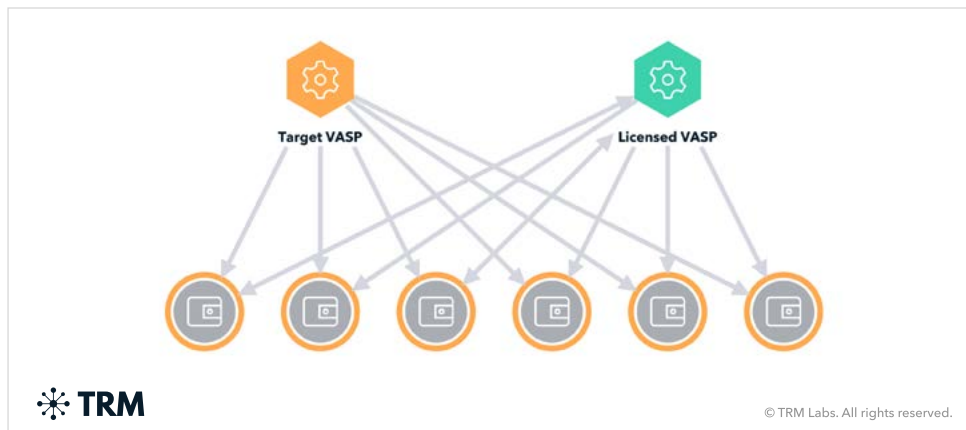 Target VASP
Licensed VASP
TRM
© TRM Labs. All rights reserved.